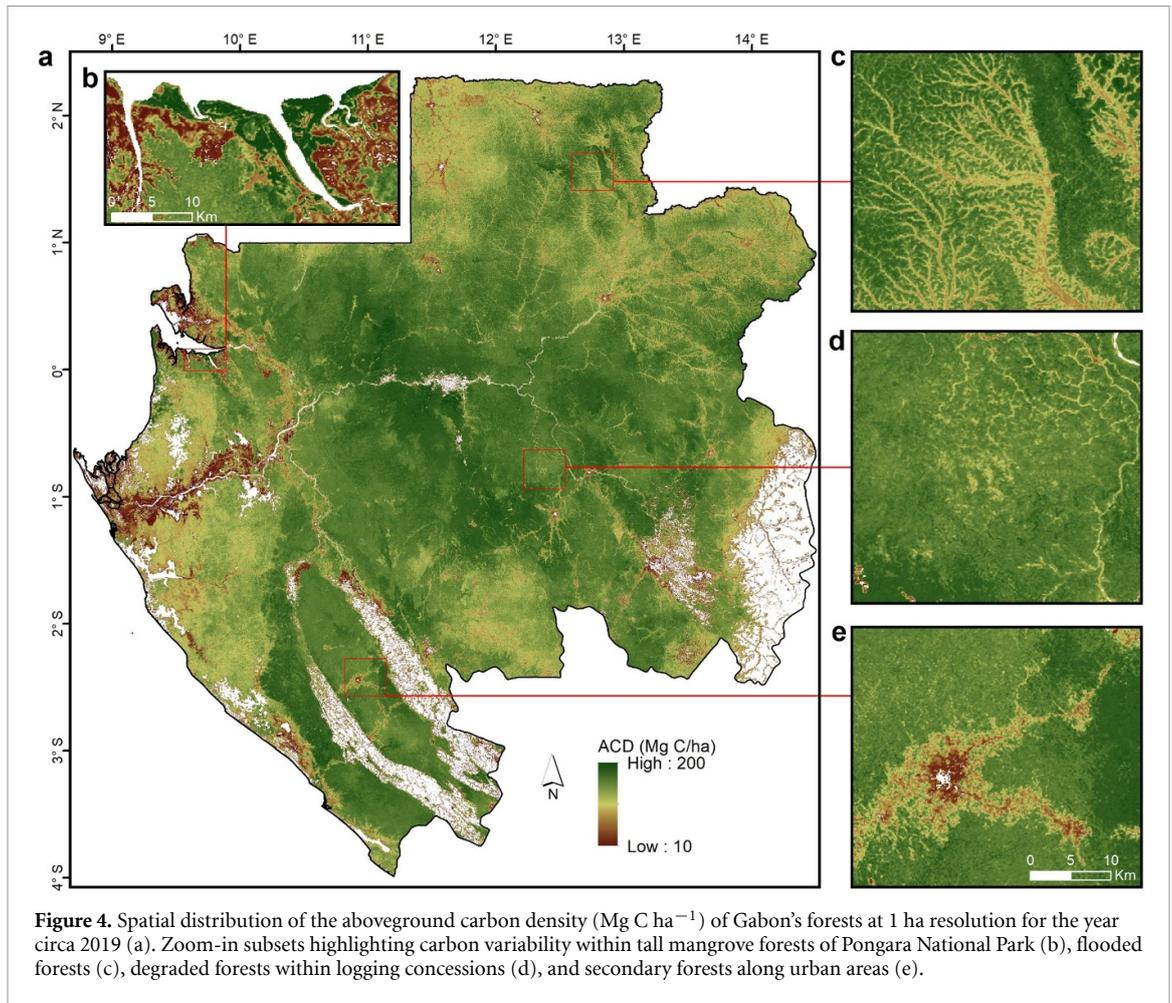 9° E 10° E 11° E 12° E 13° E 14° E
a
b
c
2° N
0 5 10
Km
1° N
0°
d
1° S
2° S
e
3° S
ACD (Mg C/ha)
High : 200
N
Low : 10
4° S
0 5 10
Km
Figure 4. Spatial distribution of the aboveground carbon density (Mg C ha−1) of Gabon's forests at 1 ha resolution for the year
circa 2019 (a). Zoom-in subsets highlighting carbon variability within tall mangrove forests of Pongara National Park (b), flooded
forests (c), degraded forests within logging concessions (d), and secondary forests along urban areas (e).